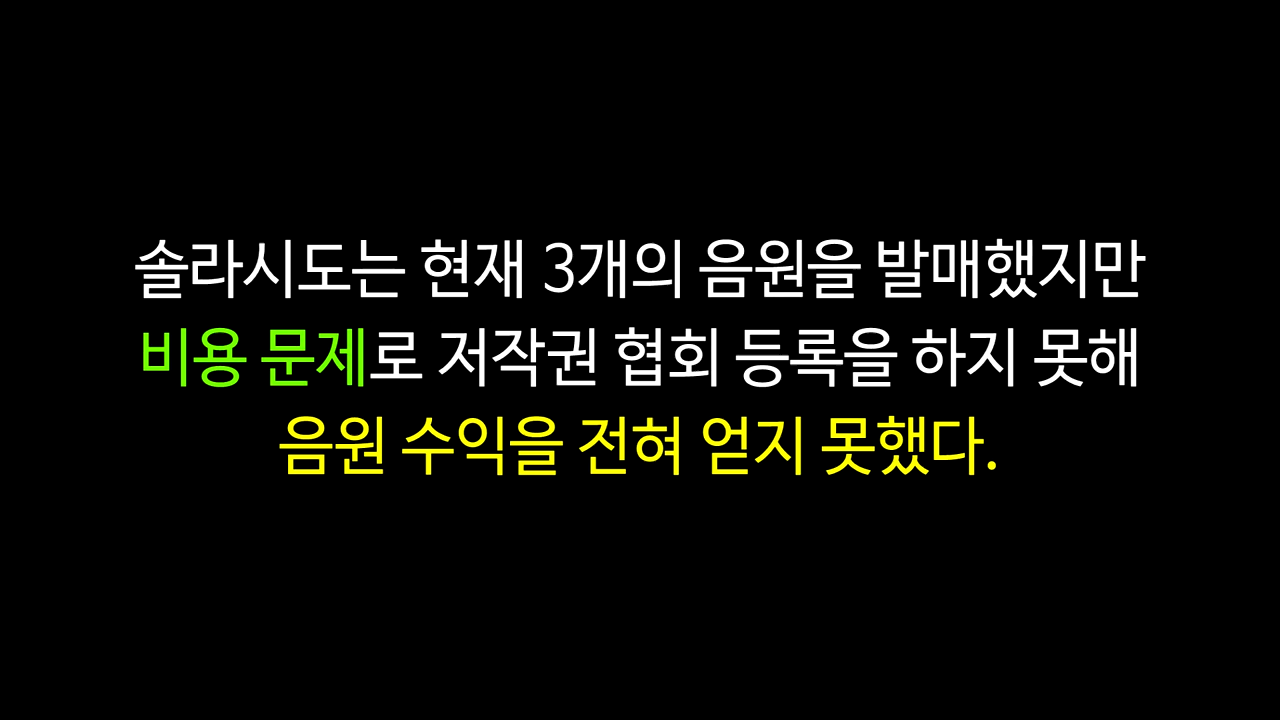 솔라시도는 현재 3개의 음원을 발매했지만
비용 문제로 저작권 협회 등록을 하지 못해
음원 수익을 전혀 얻지 못했다.